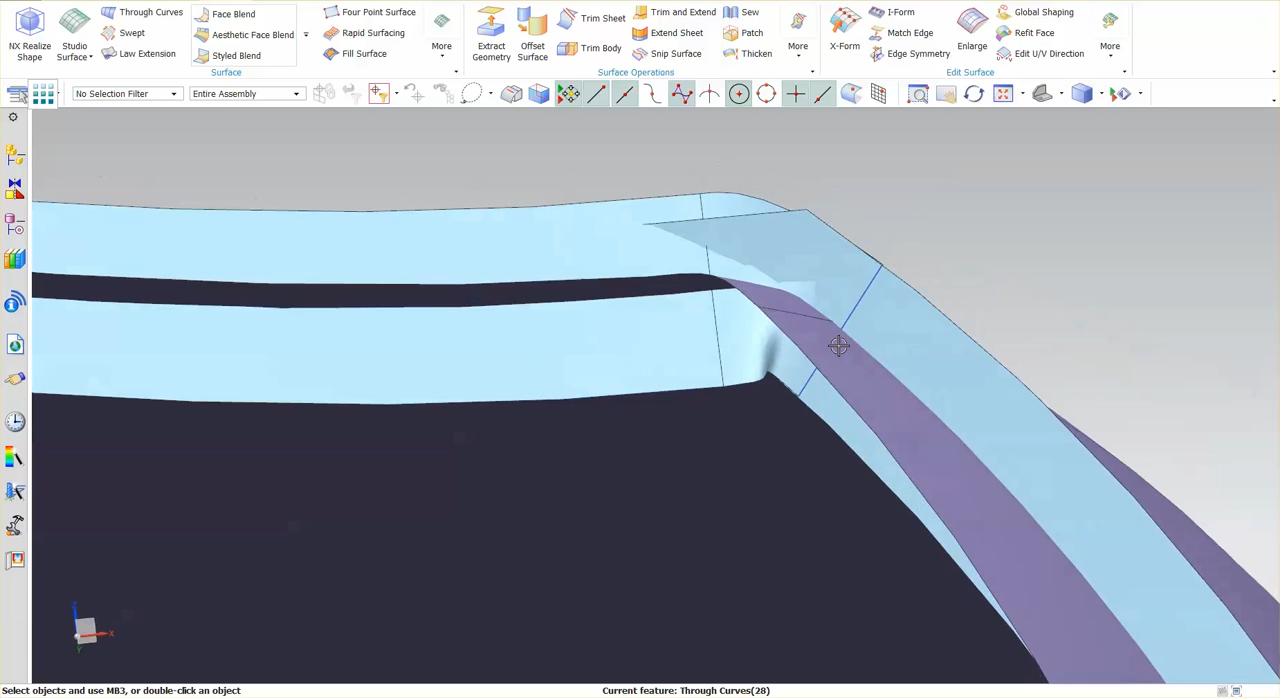 NX Realize
Shape
Studio
Surface
Through Curves
Swept
Law Extension
Face Blend
Aesthetic Face Blend
Styled Blend
Four Point Surface
Rapid Surfacing
Fill Surface
More
Surface
Extract
Geometry
Offset
Surface
Trim Sheet
Trim Body
Trim and Extend
Extend Sheet
Snip Surface
Sew
Patch
Thicken
More
Surface Operations
X-Form
I-Form
Match Edge
Edge Symmetry
Enlarge
Global Shaping
Refit Face
Edit U/V Direction
More
Edit Surface
No Selection Filter
Entire Assembly
Z
X
Y
Select objects and use MB3, or double-click an object
Current feature: Through Curves(28)